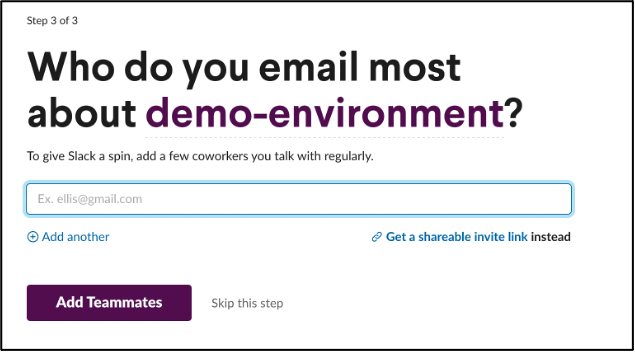 Step 3 of 3
Who do you email most
about demo-environment?
To give Slack a spin, add a few coworkers you talk with regularly.
Ex. ellis@gmail.com
Add another
Get a shareable invite link instead
Add Teammates
Skip this step